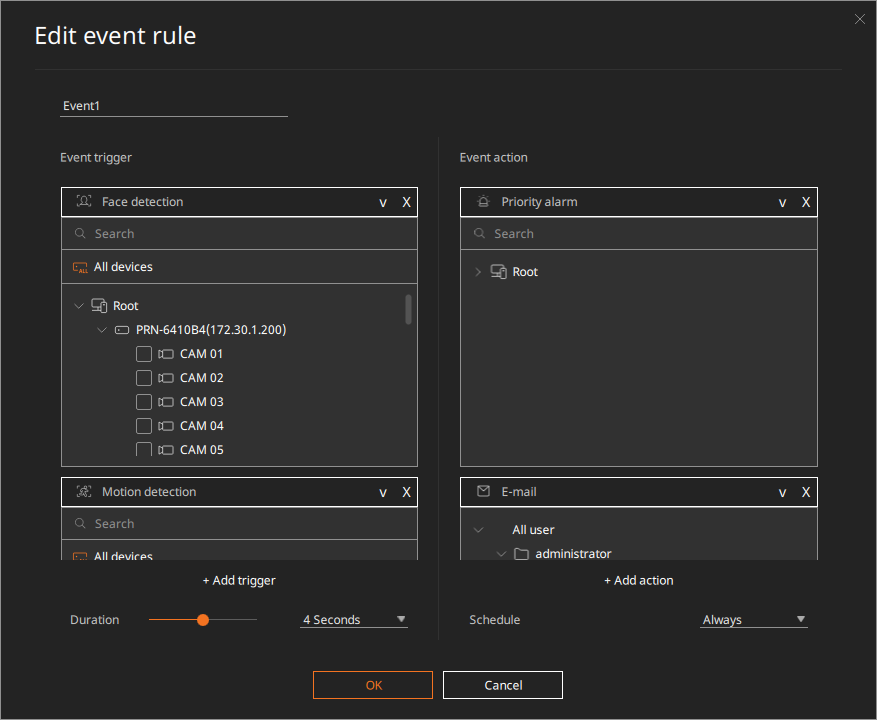 Edit event rule
Event1
Event trigger
Face detection v X
Search
ALL All devices
Root
PRN-6410B4(172.30.1.200)
CAM 01
CAM 02
CAM 03
CAM 04
CAM 05
Motion detection v X
Search
All devices
+ Add trigger
Duration 4 Seconds
Event action
Priority alarm v X
Search
Root
E-mail v X
All user
administrator
+ Add action
Schedule Always
OK Cancel